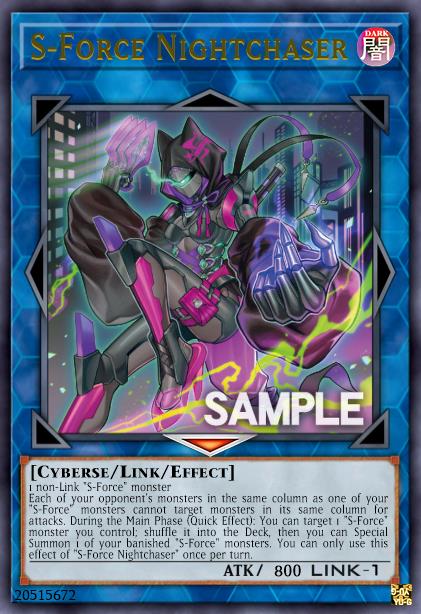 S-Force Nightchaser
DARK
闇
SAMPLE
[Cyberse/Link/Effect]
1 non-Link "S-Force" monster
Each of your opponent's monsters in the same column as one of your
"S-Force" monsters cannot target monsters in its same column for
attacks. During the Main Phase (Quick Effect): You can target 1 "S-Force"
monster you control; shuffle it into the Deck, then you can Special
Summon 1 of your banished "S-Force" monsters. You can only use this
effect of "S-Force Nightchaser" once per turn.
ATK/ 800 LINK-1
20515672